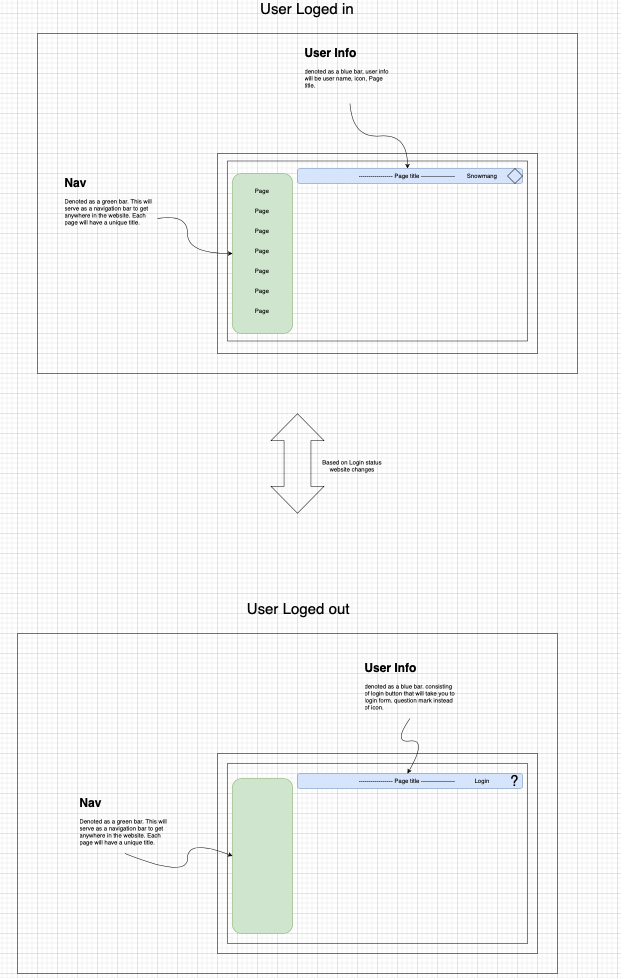 User Loged in
User Info
denoted as a blue bar, user info
will be user name, icon, Page
title.
Nav
Denoted as a green bar. This will
serve as a navigation bar to get
anywhere in the website. Each
page will have a unique title.
----------------- Page title -----------------
Snowmang
Page
Page
Page
Page
Page
Page
Page
Based on Login status
website changes
User Loged out
User Info
denoted as a blue bar. consisting
of login button that will take you to
login form, question mark instead
of icon.
----------------- Page title -----------------
Login
?
Nav
Denoted as a green bar. This will
serve as a navigation bar to get
anywhere in the website. Each
page will have a unique title.